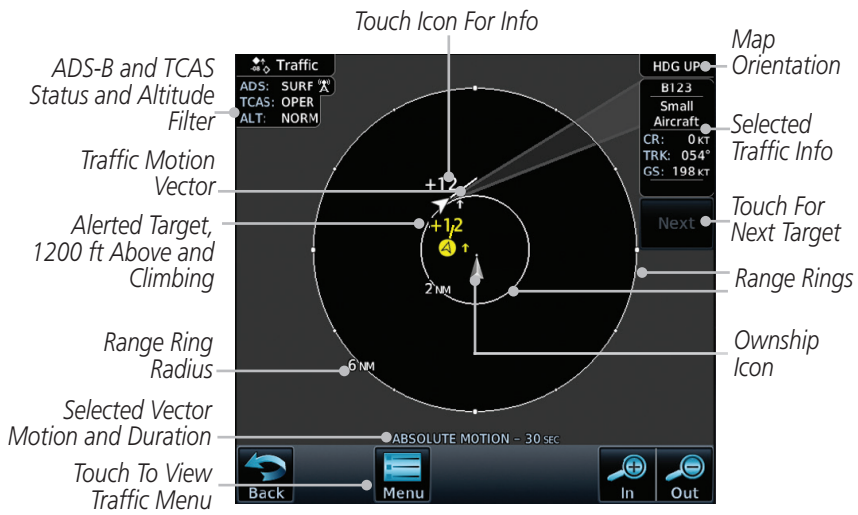 Touch Icon For Info
Map
Orientation
ADS-B and TCAS
Status and Altitude
Filter
Traffic
-08
HDG UP
ADS: SURF
TCAS: OPER
ALT: NORM
B123
Small
Aircraft
CR: 0 KT
TRK: 054°
GS: 198 KT
Selected
Traffic Info
Traffic Motion
Vector
+12
Alerted Target,
1200 ft Above and
Climbing
+12
Next
Touch For
Next Target
2 NM
Range Rings
Range Ring
Radius
6 NM
Ownship
Icon
Selected Vector
Motion and Duration
ABSOLUTE MOTION – 30 SEC
Touch To View
Traffic Menu
Back
Menu
In
Out